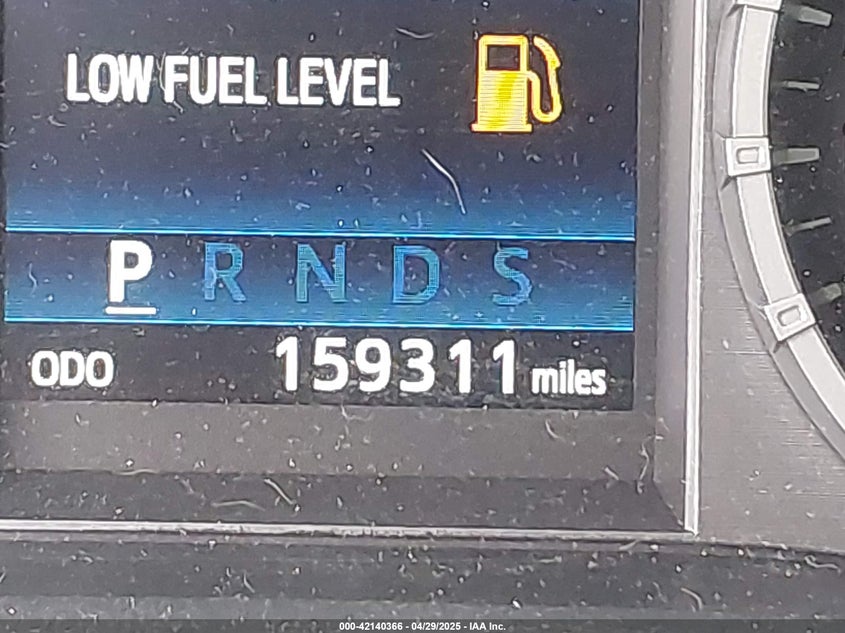 LOW FUEL LEVEL
P R N D S
ODO 159311 miles
000-42140366 - 04/29/2025 - IAA Inc.